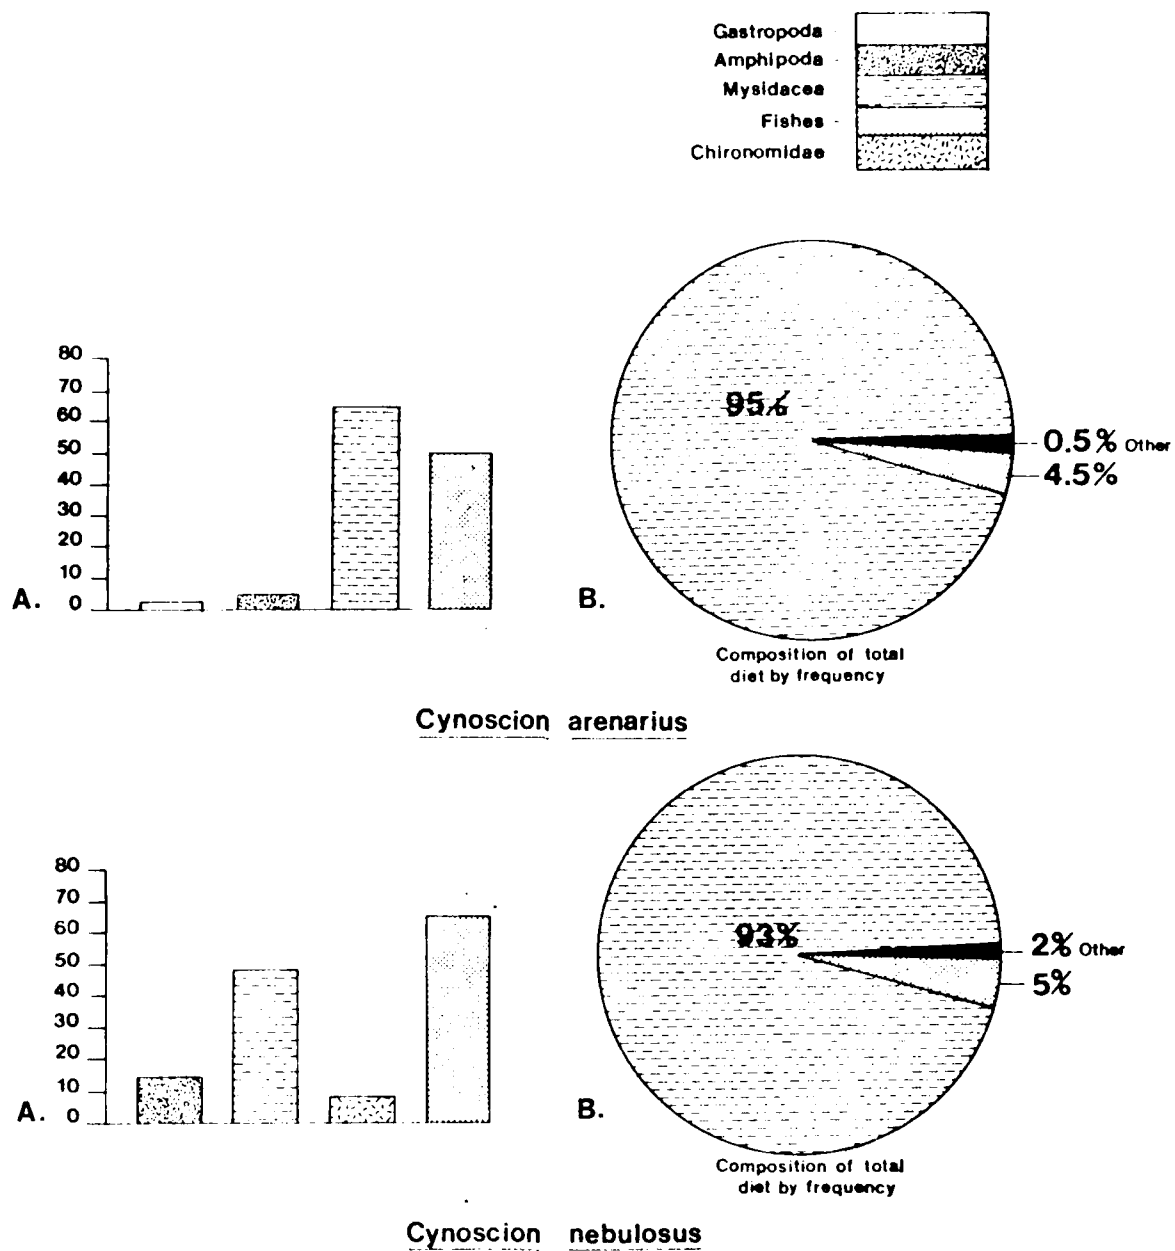 Gastropoda
Amphipoda
Mysidacea
Fishes
Chironomidae
80
70
60
50
40
30
20
10
0
A.
95%
0.5% Other
4.5%
B.
Composition of total
diet by frequency
Cynoscion arenarius
80
70
60
50
40
30
20
10
0
A.
93%
2% Other
5%
B.
Composition of total
diet by frequency
Cynoscion nebulosus